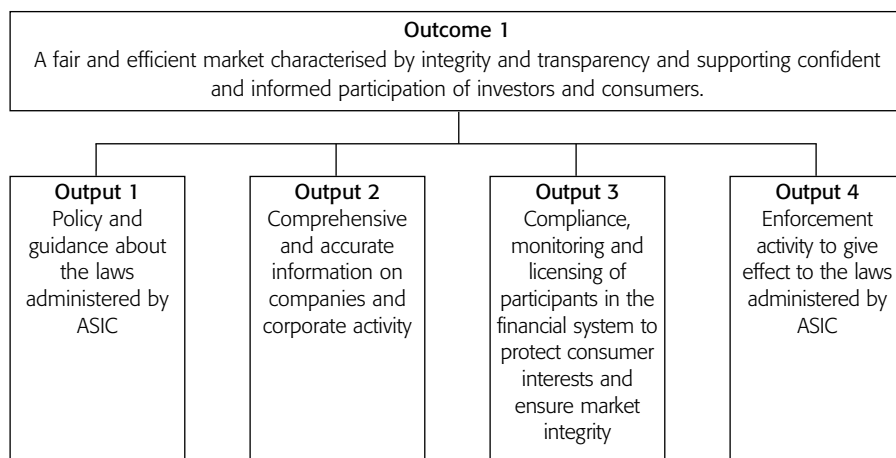 Outcome 1
A fair and efficient market characterised by integrity and transparency and supporting confident
and informed participation of investors and consumers.
Output 1
Policy and
guidance about
the laws
administered by
ASIC
Output 2
Comprehensive
and accurate
information on
companies and
corporate activity
Output 3
Compliance,
monitoring and
licensing of
participants in the
financial system to
protect consumer
interests and
ensure market
integrity
Output 4
Enforcement
activity to give
effect to the laws
administered by
ASIC